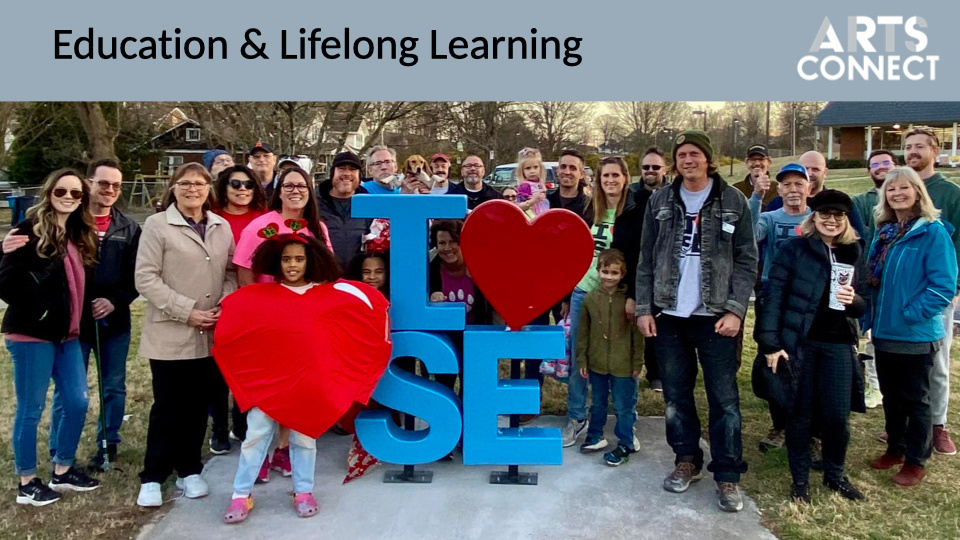 Education & Lifelong Learning
ARTS
CONNECT
I
SE